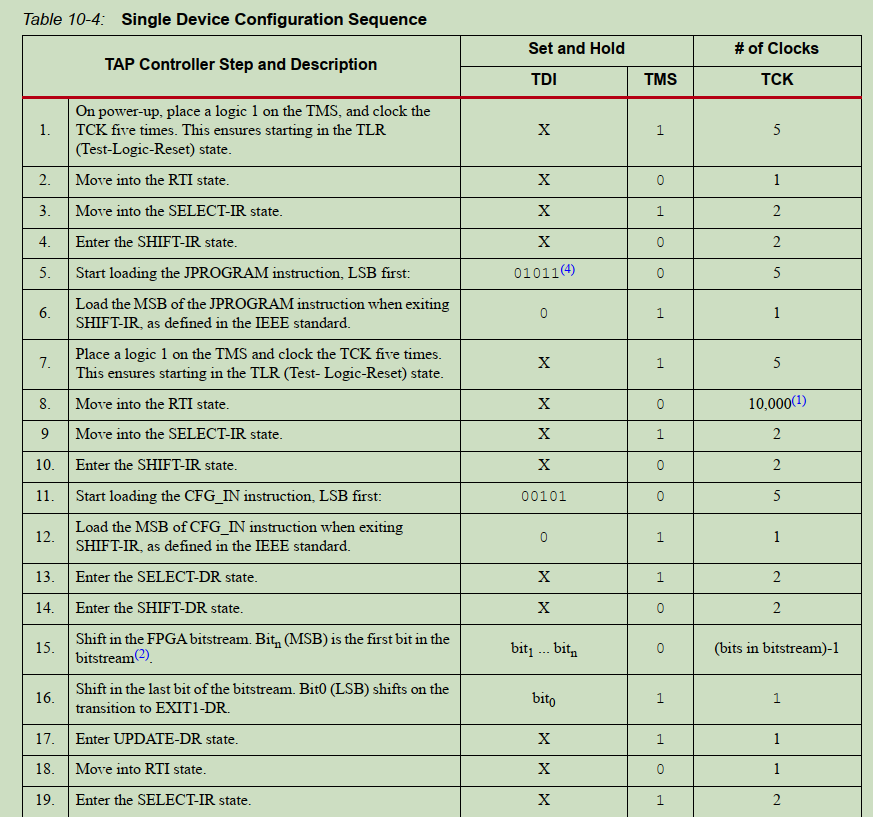 Table 10-4: Single Device Configuration Sequence
TAP Controller Step and Description
Set and Hold
# of Clocks
TDI
TMS
TCK
1.
On power-up, place a logic 1 on the TMS, and clock the
TCK five times. This ensures starting in the TLR
(Test-Logic-Reset) state.
X
1
5
2.
Move into the RTI state.
X
0
1
3.
Move into the SELECT-IR state.
X
1
2
4.
Enter the SHIFT-IR state.
X
0
2
5.
Start loading the JPROGRAM instruction, LSB first:
01011(4)
0
5
6.
Load the MSB of the JPROGRAM instruction when exiting
SHIFT-IR, as defined in the IEEE standard.
0
1
1
7.
Place a logic 1 on the TMS and clock the TCK five times.
This ensures starting in the TLR (Test- Logic-Reset) state.
X
1
5
8.
Move into the RTI state.
X
0
10,000(1)
9
Move into the SELECT-IR state.
X
1
2
10.
Enter the SHIFT-IR state.
X
0
2
11.
Start loading the CFG_IN instruction, LSB first:
00101
0
5
12.
Load the MSB of CFG_IN instruction when exiting
SHIFT-IR, as defined in the IEEE standard.
0
1
1
13.
Enter the SELECT-DR state.
X
1
2
14.
Enter the SHIFT-DR state.
X
0
2
15.
Shift in the FPGA bitstream. Bitn (MSB) is the first bit in the
bitstream(2).
bit1 ... bitn
0
(bits in bitstream)-1
16.
Shift in the last bit of the bitstream. Bit0 (LSB) shifts on the
transition to EXIT1-DR.
bit0
1
1
17.
Enter UPDATE-DR state.
X
1
1
18.
Move into RTI state.
X
0
1
19.
Enter the SELECT-IR state.
X
1
2